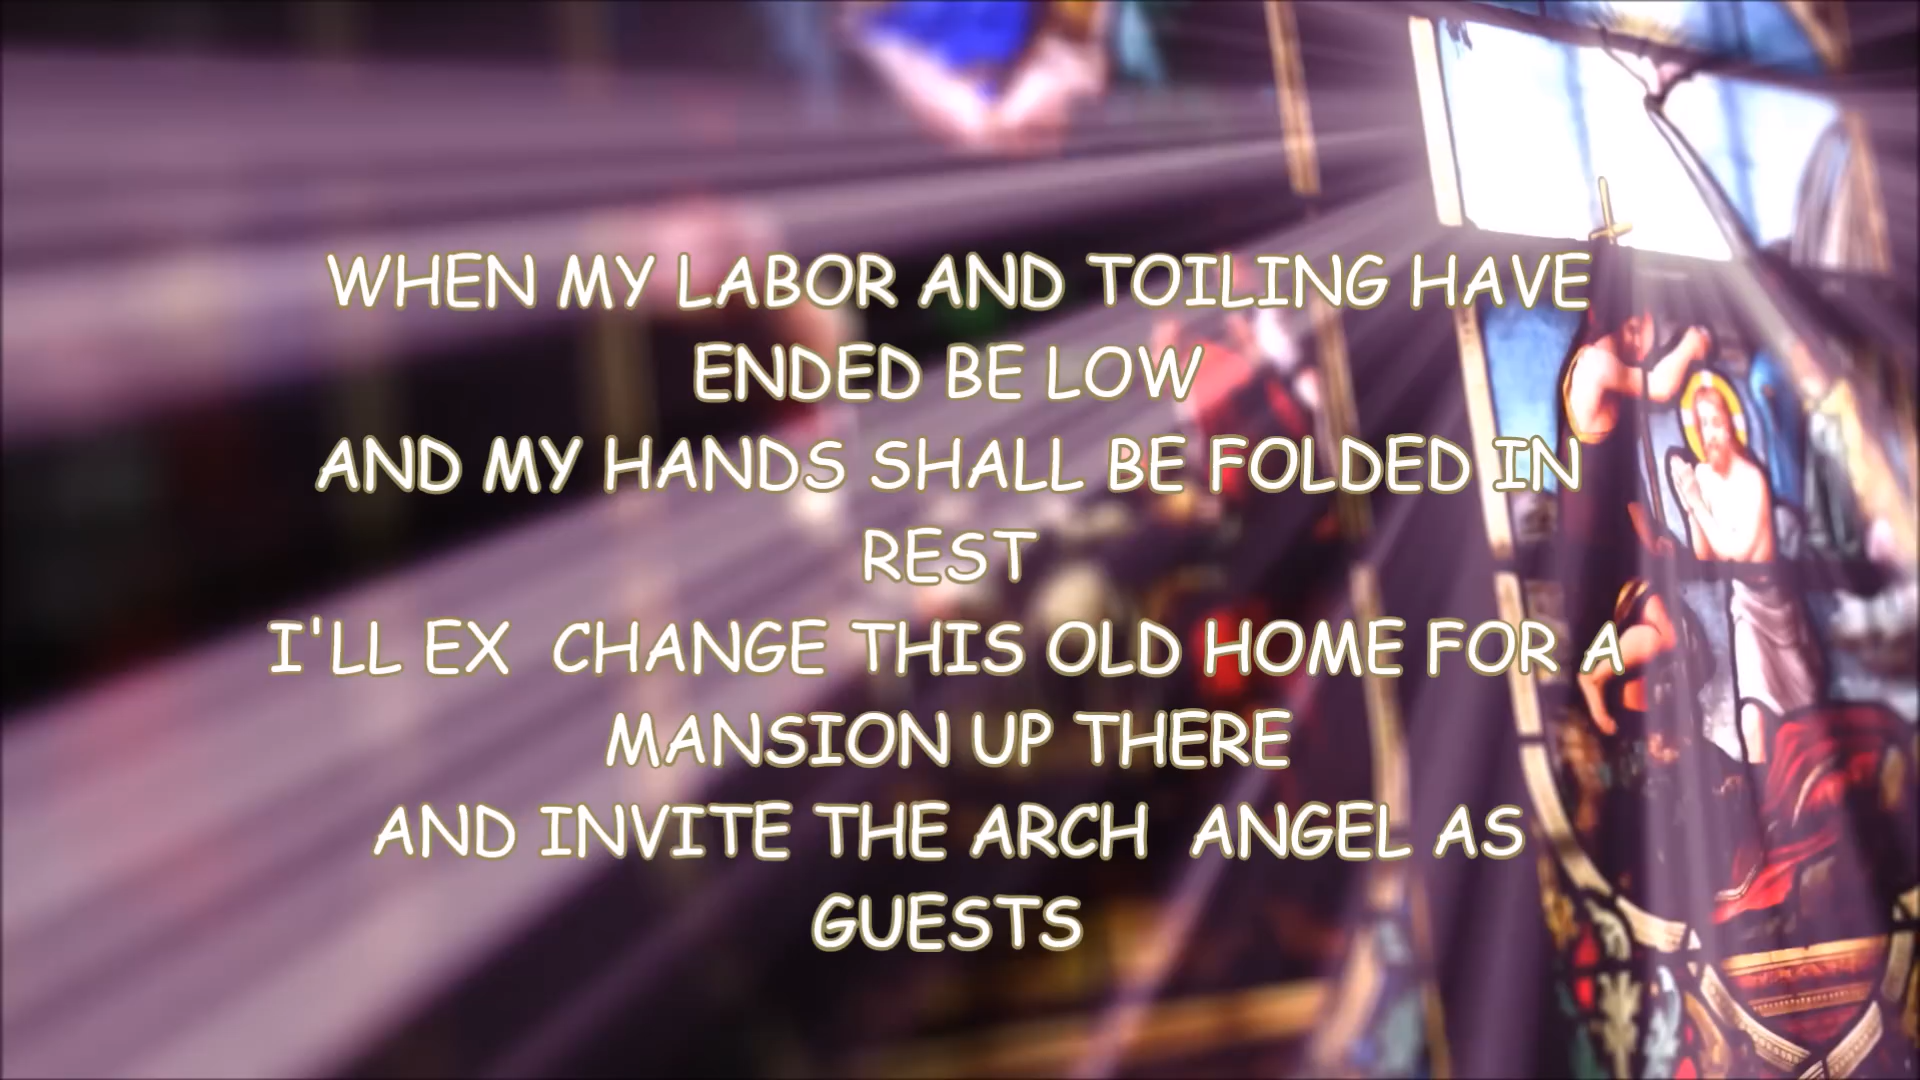 WHEN MY LABOR AND TOILING HAVE
ENDED BE LOW
AND MY HANDS SHALL BE FOLDED IN
REST
I'LL EX  CHANGE THIS OLD HOME FOR A
MANSION UP THERE
AND INVITE THE ARCH  ANGEL AS
GUESTS